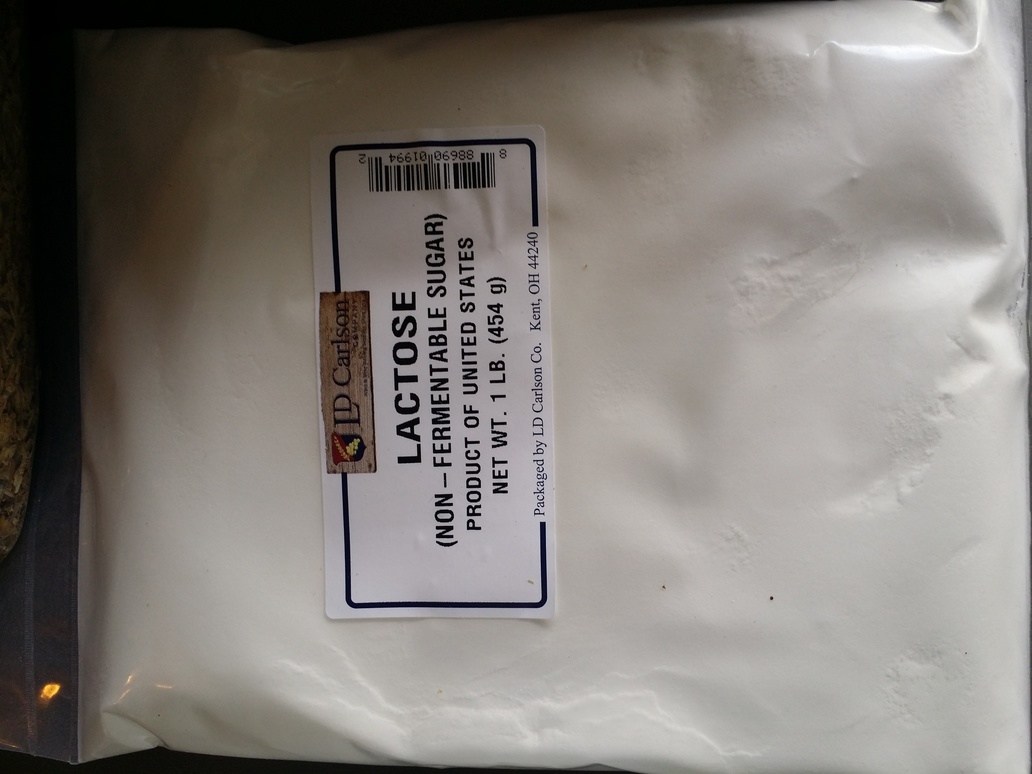 LD Carlson
COMPANY
LACTOSE
(NON – FERMENTABLE SUGAR)
PRODUCT OF UNITED STATES
NET WT. 1 LB. (454 g)
Packaged by LD Carlson Co. Kent, OH 44240
8 88690 01994 2